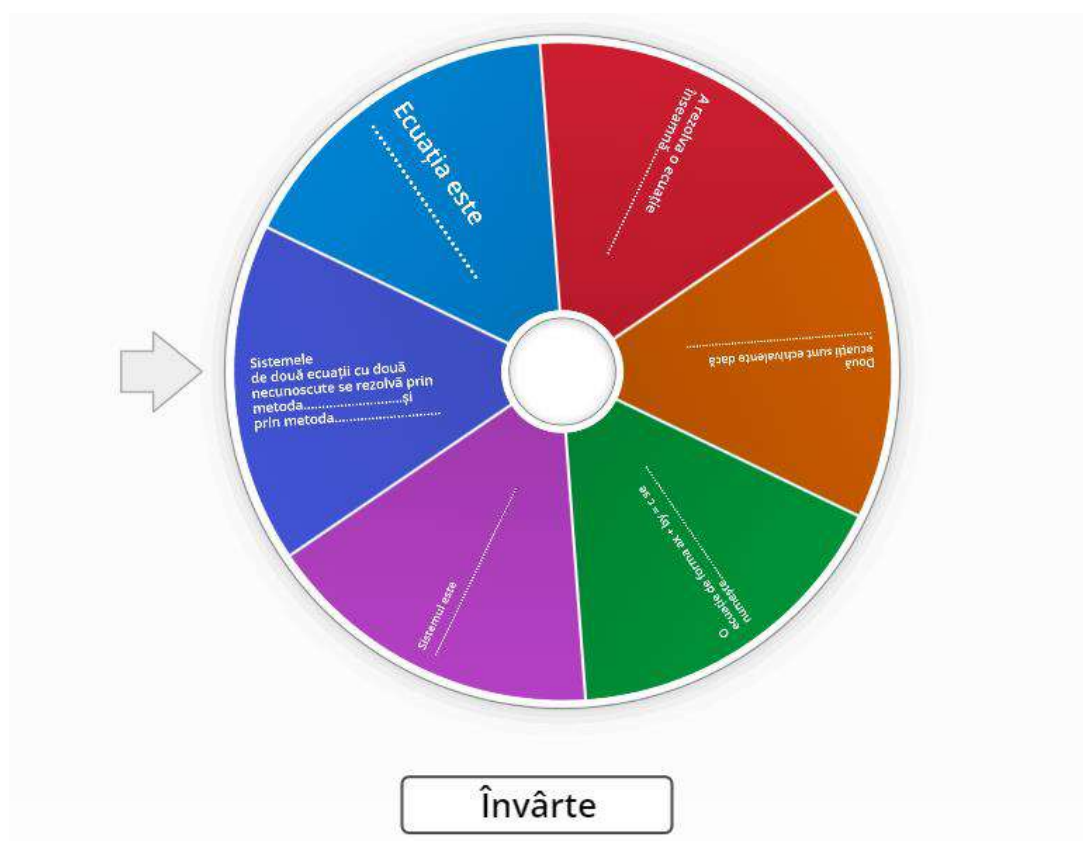 Ecuația este
................................
A rezolva o ecuație
înseamnă................................
Două
ecuații sunt echivalente dacă
................................................
.
O
ecuație de forma ax + by = c se
numește................................
................
Sistemul este
................................................
Sistemele
de două ecuații cu două
necunoscute se rezolvă prin
metoda...........................și
prin metoda.............................
Învârte